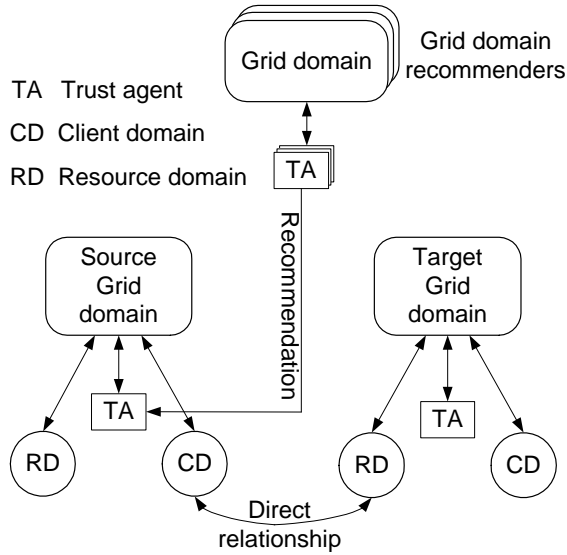 Grid domain
Grid domain
recommenders
TA Trust agent
CD Client domain
RD Resource domain
TA
Recommendation
Source
Grid
domain
Target
Grid
domain
TA
TA
RD
CD
RD
CD
Direct
relationship